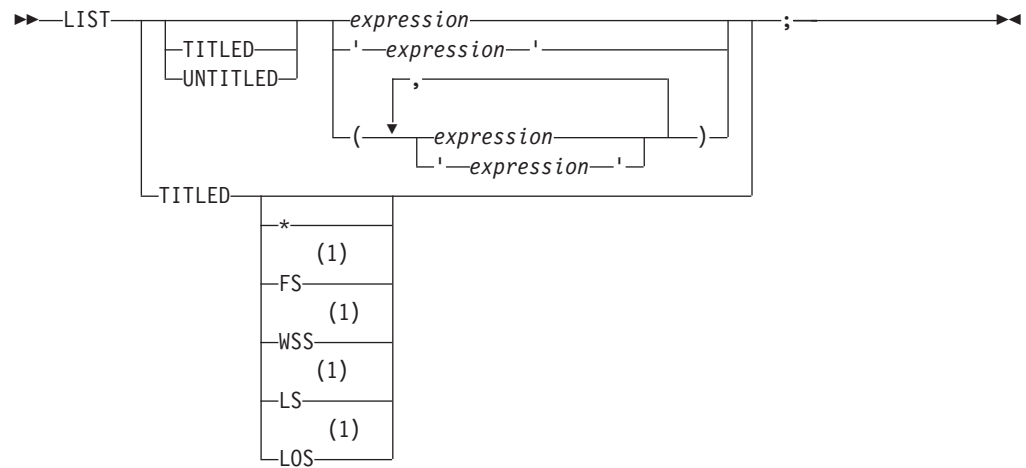 LIST expression ;
TITLED ' expression '
UNTITLED ,
( expression )
' expression '
TITLED
*
(1)
FS
(1)
WSS
(1)
LS
(1)
LOS